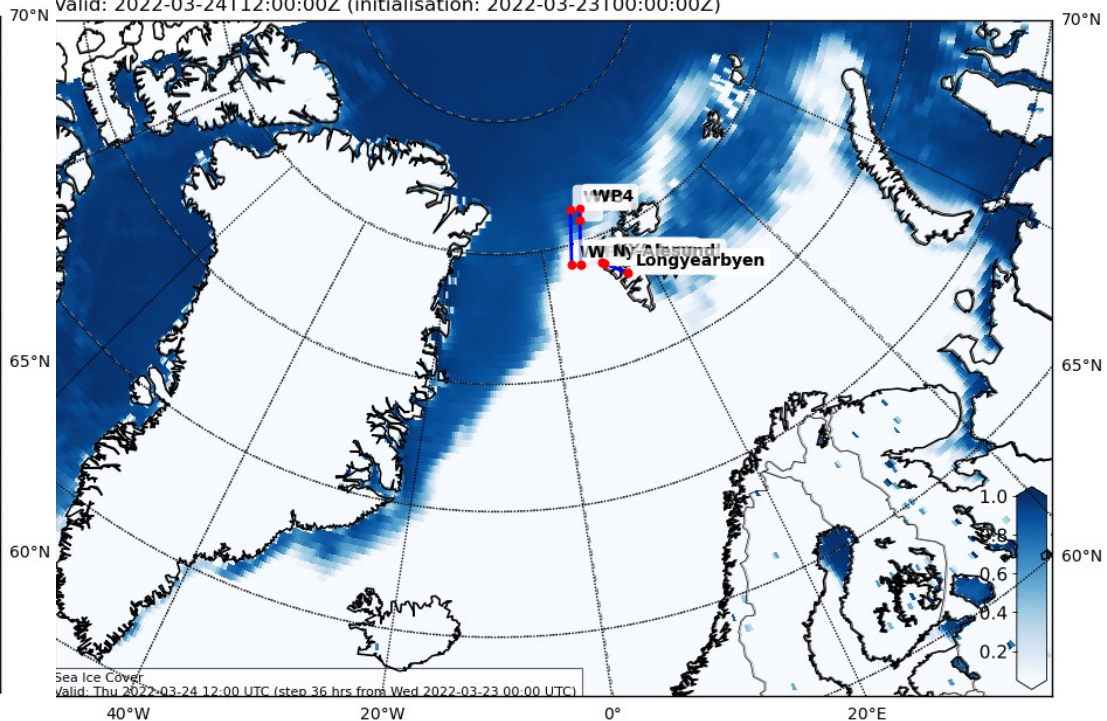 Valid: 2022-03-24T12:00:00Z (initialisation: 2022-03-23T00:00:00Z)
70°N
70°N
WP4
Ny-Alesund
Longyearbyen
65°N
65°N
1.0
0.8
0.6
0.4
0.2
60°N
60°N
Sea Ice Cover
Valid: Thu 2022-03-24 12:00 UTC (step 36 hrs from Wed 2022-03-23 00:00 UTC)
40°W
20°W
0°
20°E